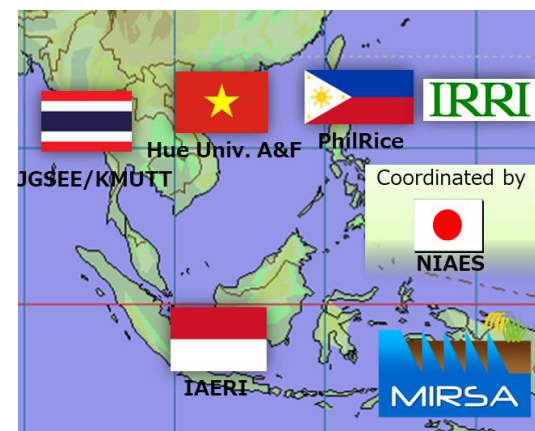 IRRI
Hue Univ. A&F
PhilRice
JGSEE/KMUTT
Coordinated by
NIAES
IAERI
MIRSA